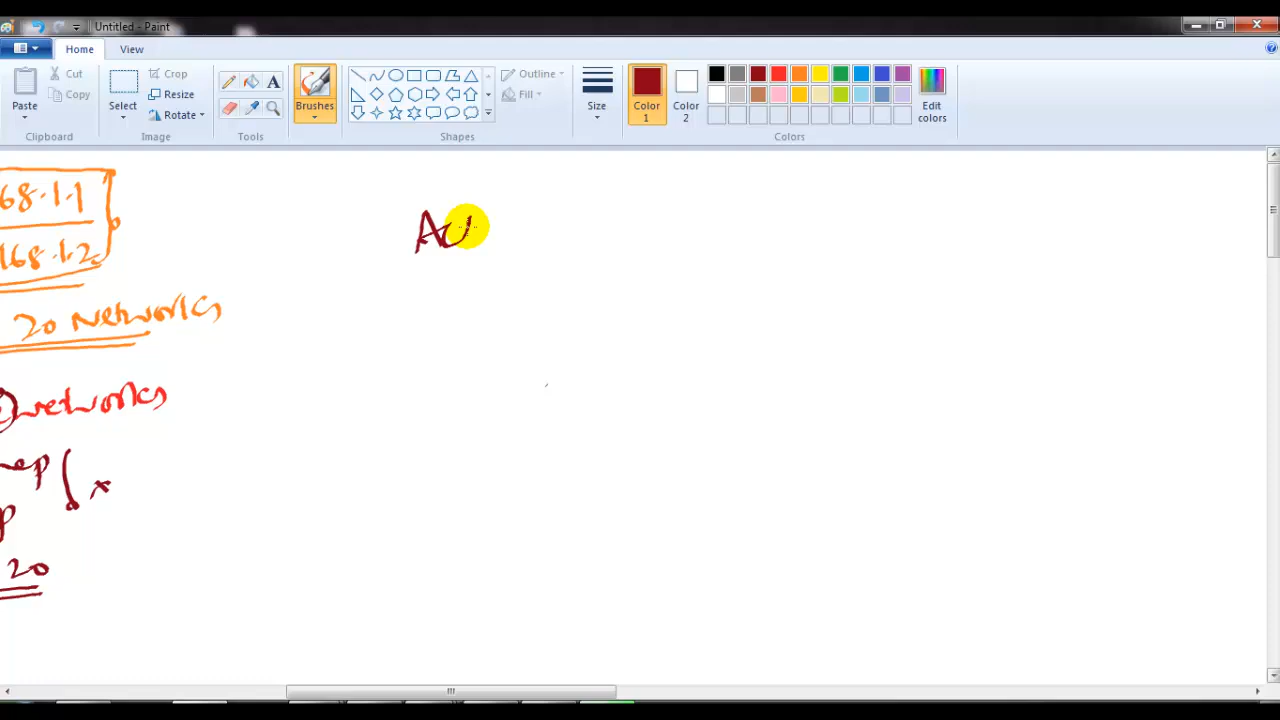 Untitled - Paint
Home View
Paste
Clipboard
Cut
Copy
Select
Crop
Resize
Rotate
Image
A
Tools
Brushes
Outline
Fill
Shapes
Size
Color 1
Color 2
Edit colors
Colors
68.1.1
168.1.2
20 Networks
networks
p
20
AU